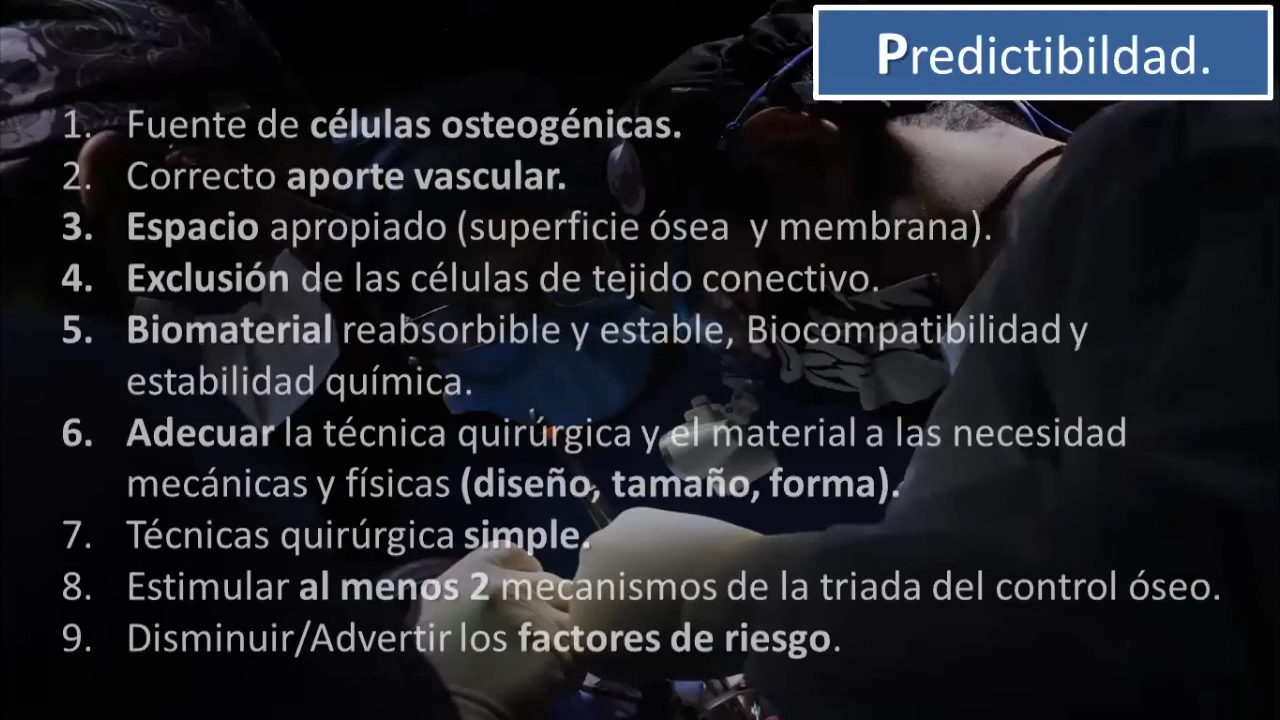 Predictibildad.
1. Fuente de células osteogénicas.
2. Correcto aporte vascular.
3. Espacio apropiado (superficie ósea y membrana).
4. Exclusión de las células de tejido conectivo.
5. Biomaterial reabsorbible y estable, Biocompatibilidad y
estabilidad química.
6. Adecuar la técnica quirúrgica y el material a las necesidad
mecánicas y físicas (diseño, tamaño, forma).
7. Técnicas quirúrgica simple.
8. Estimular al menos 2 mecanismos de la triada del control óseo.
9. Disminuir/Advertir los factores de riesgo.